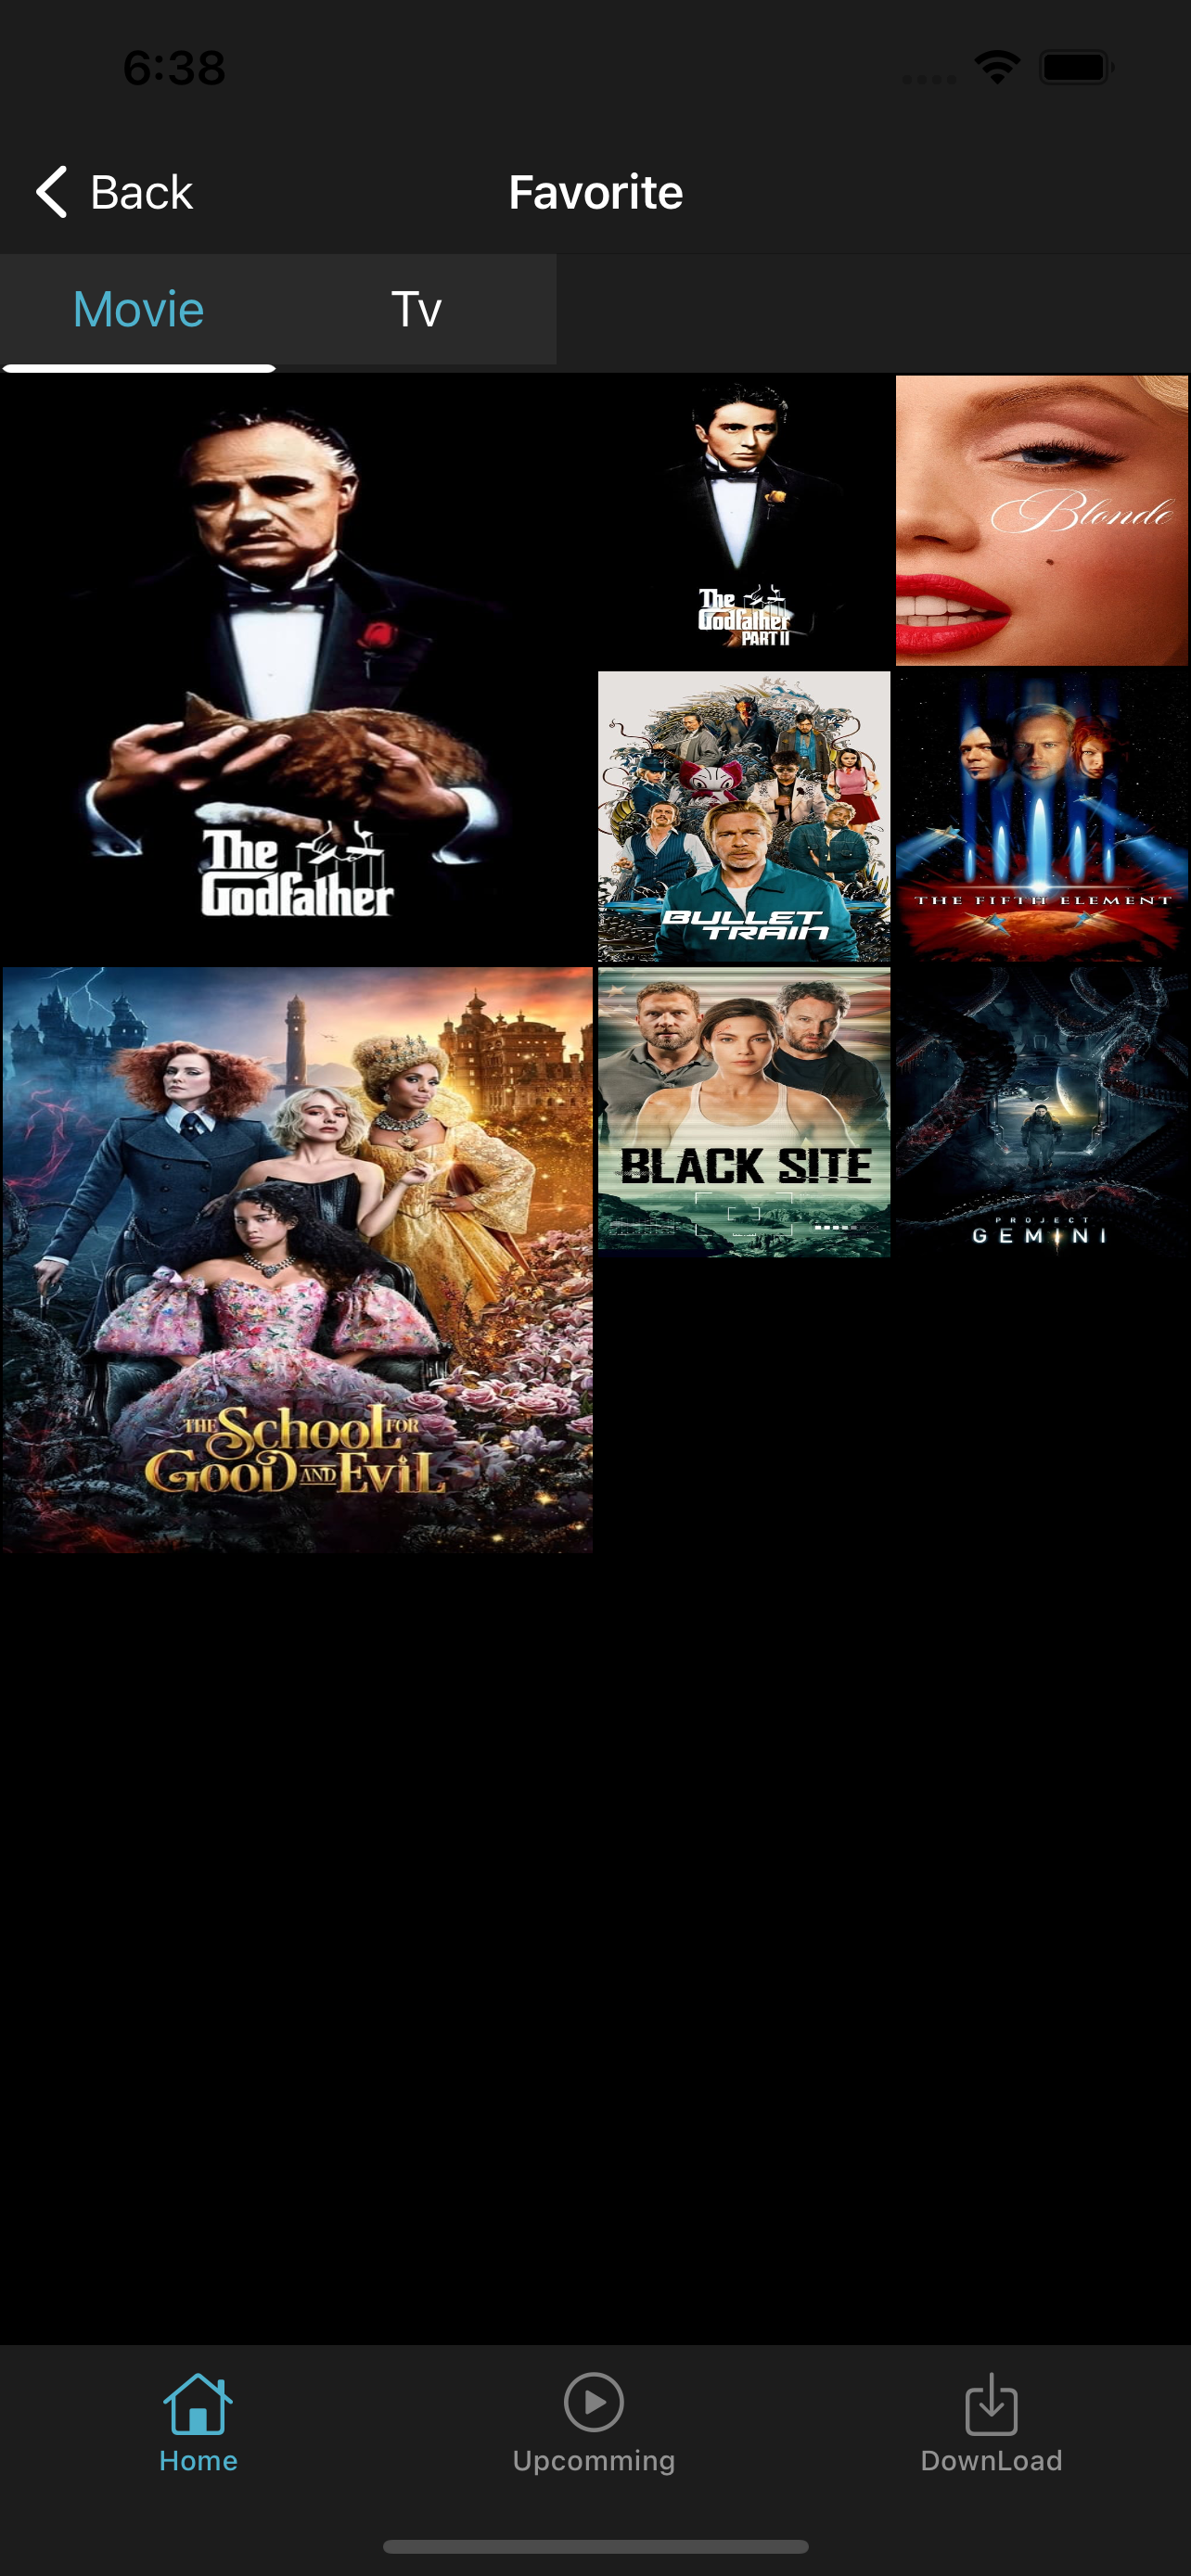 6:38
Back
Favorite
Movie
Tv
The
Godfather
The
Godfather
PART II
Blonde
BULLET
TRAIN
THE FIFTH ELEMENT
THE SCHOOL FOR
GOOD AND EVIL
BLACK SITE
PROJECT
GEMINI
Home
Upcomming
DownLoad